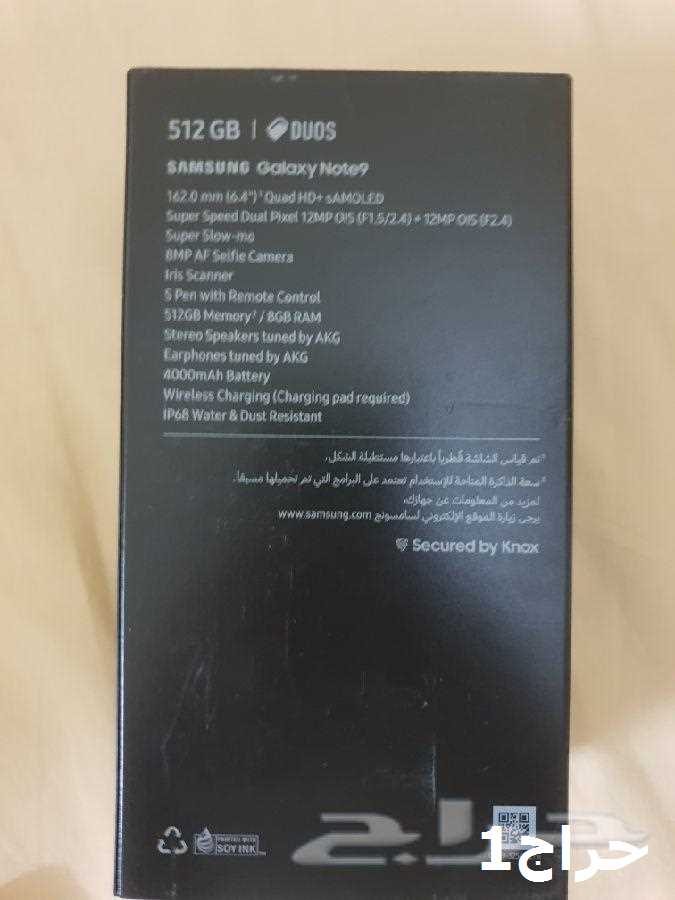 512 GB | DUOS
SAMSUNG Galaxy Note9
162.0 mm (6.4")¹ Quad HD+ sAMOLED
Super Speed Dual Pixel 12MP OIS (F1.5/2.4) + 12MP OIS (F2.4)
Super Slow-mo
8MP AF Selfie Camera
Iris Scanner
S Pen with Remote Control
512GB Memory² / 8GB RAM
Stereo Speakers tuned by AKG
Earphones tuned by AKG
4000mAh Battery
Wireless Charging (Charging pad required)
IP68 Water & Dust Resistant
¹ تم قياس الشاشة قُطرياً باعتبارها مستطيلة الشكل.
² سعة الذاكرة المتاحة للإستخدام تعتمد على البرامج التي تم تحميلها مسبقاً.
لمزيد من المعلومات عن جهازك،
يرجى زيارة الموقع الإلكتروني لسامسونج www.samsung.com
Secured by Knox
PRINTED WITH
SOY INK
حراج
حراج1